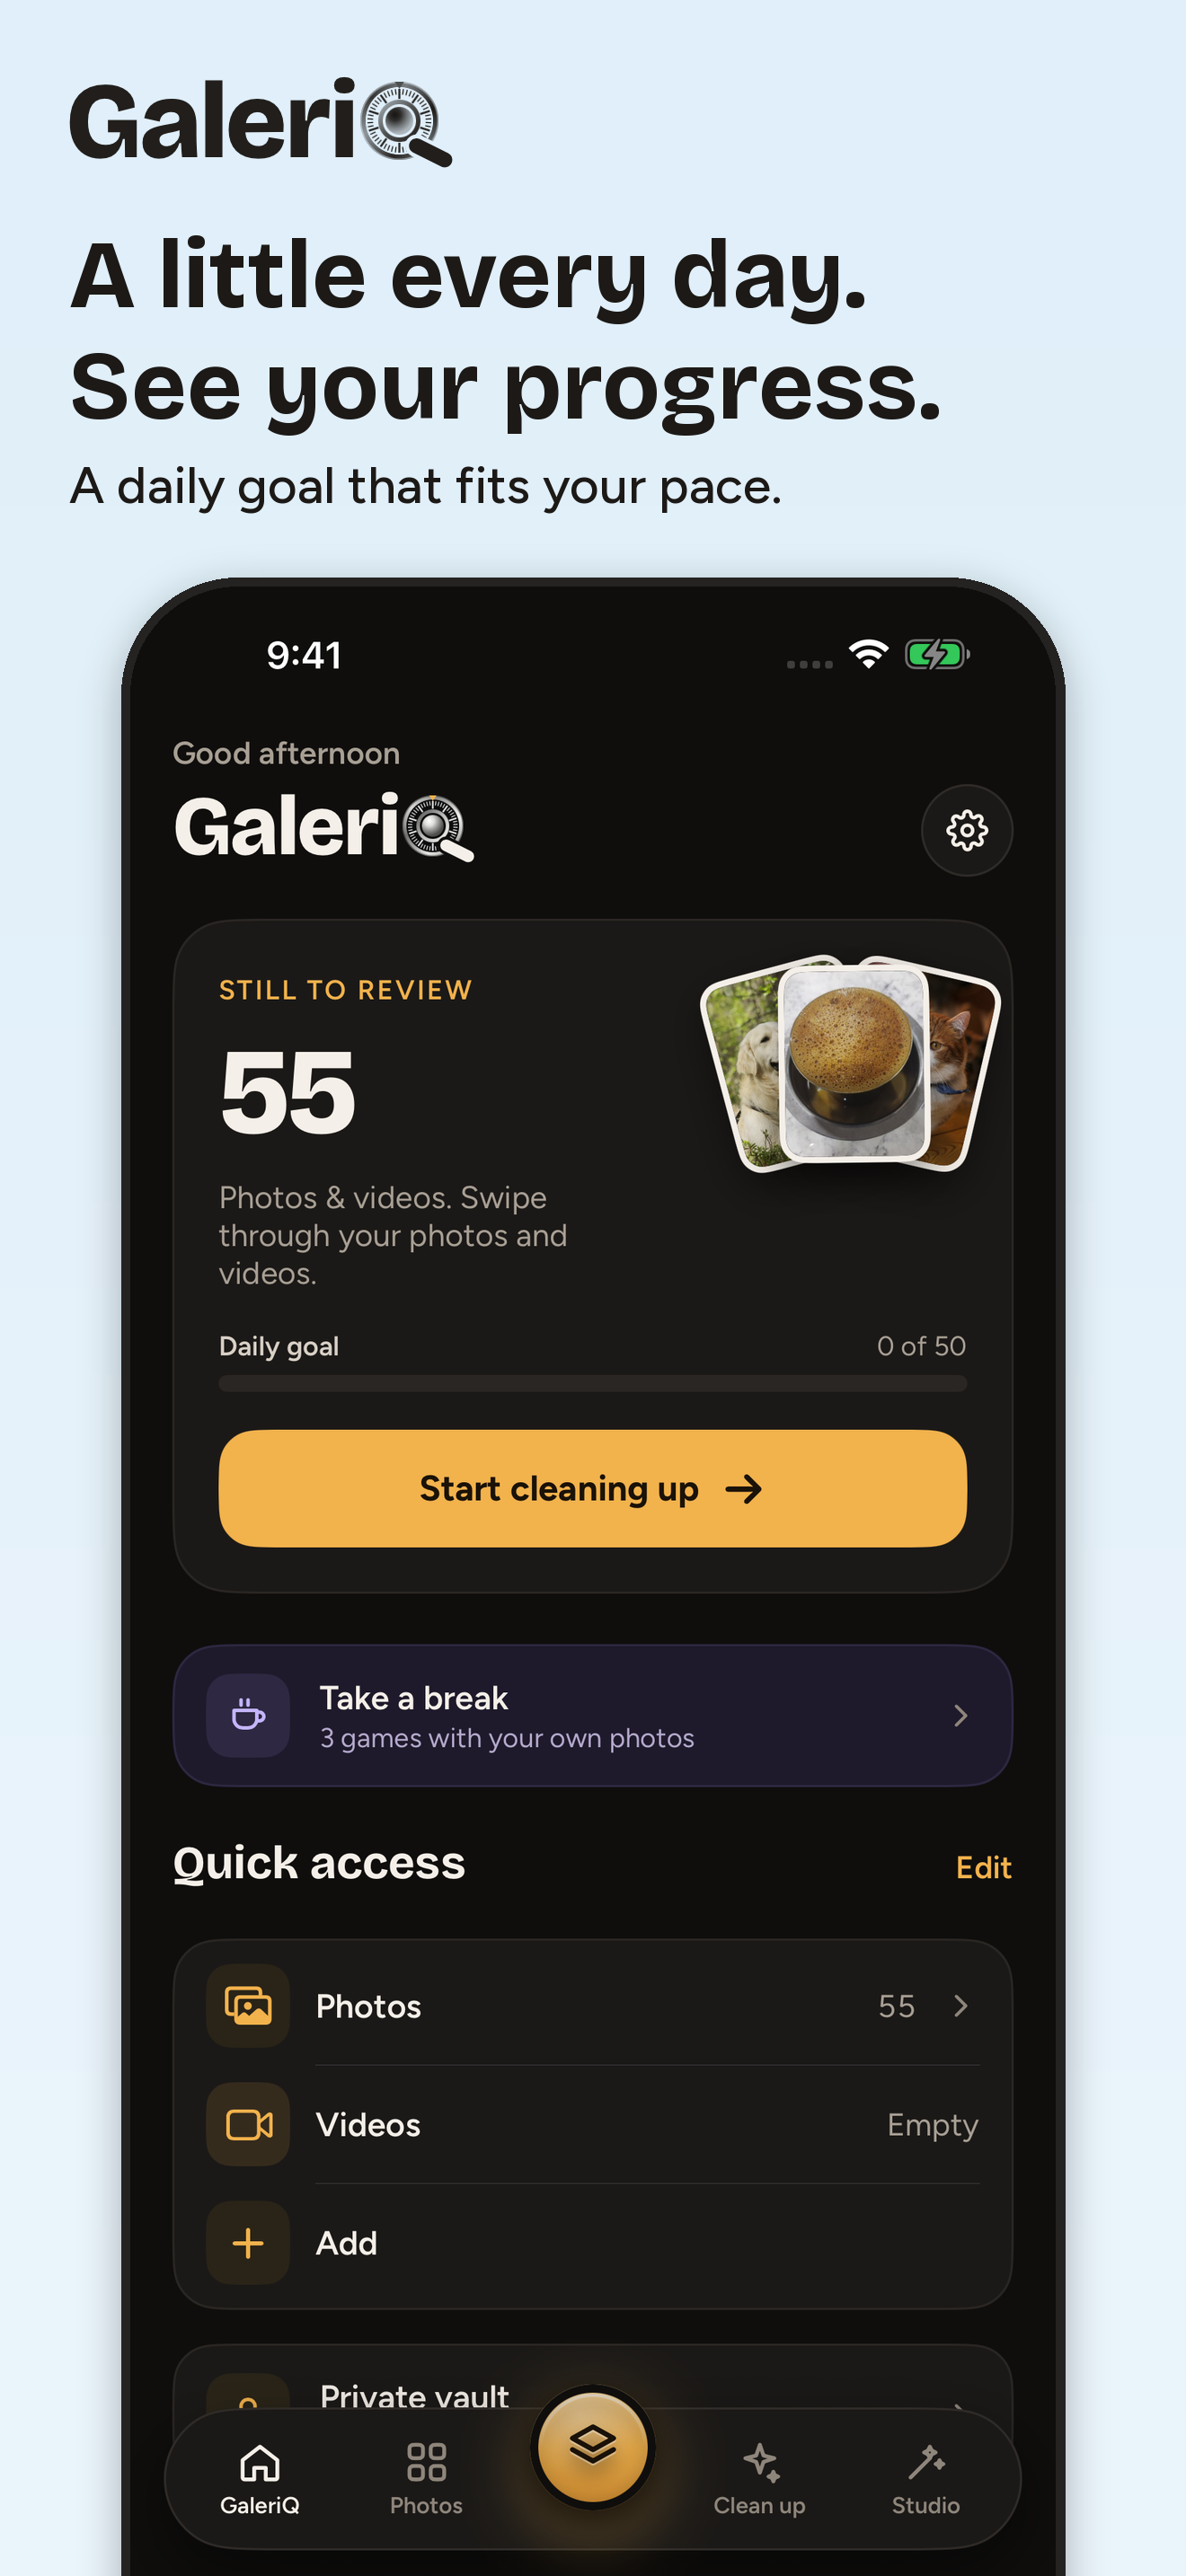 GaleriQ
A little every day.
See your progress.
A daily goal that fits your pace.
9:41
Good afternoon
GaleriQ
STILL TO REVIEW
55
Photos & videos. Swipe
through your photos and
videos.
Daily goal
0 of 50
Start cleaning up
Take a break
3 games with your own photos
Quick access
Edit
Photos
55
Videos
Empty
Add
Private vault
GaleriQ
Photos
Clean up
Studio